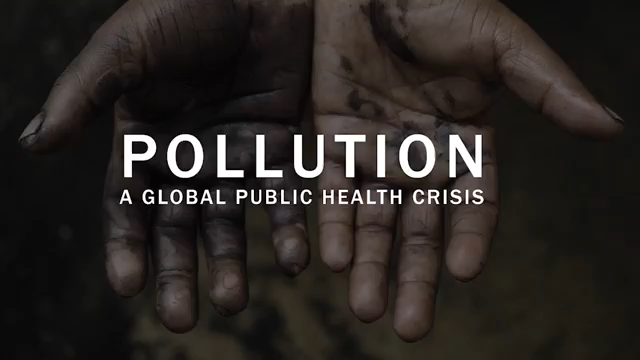 POLLUTION
A GLOBAL PUBLIC HEALTH CRISIS